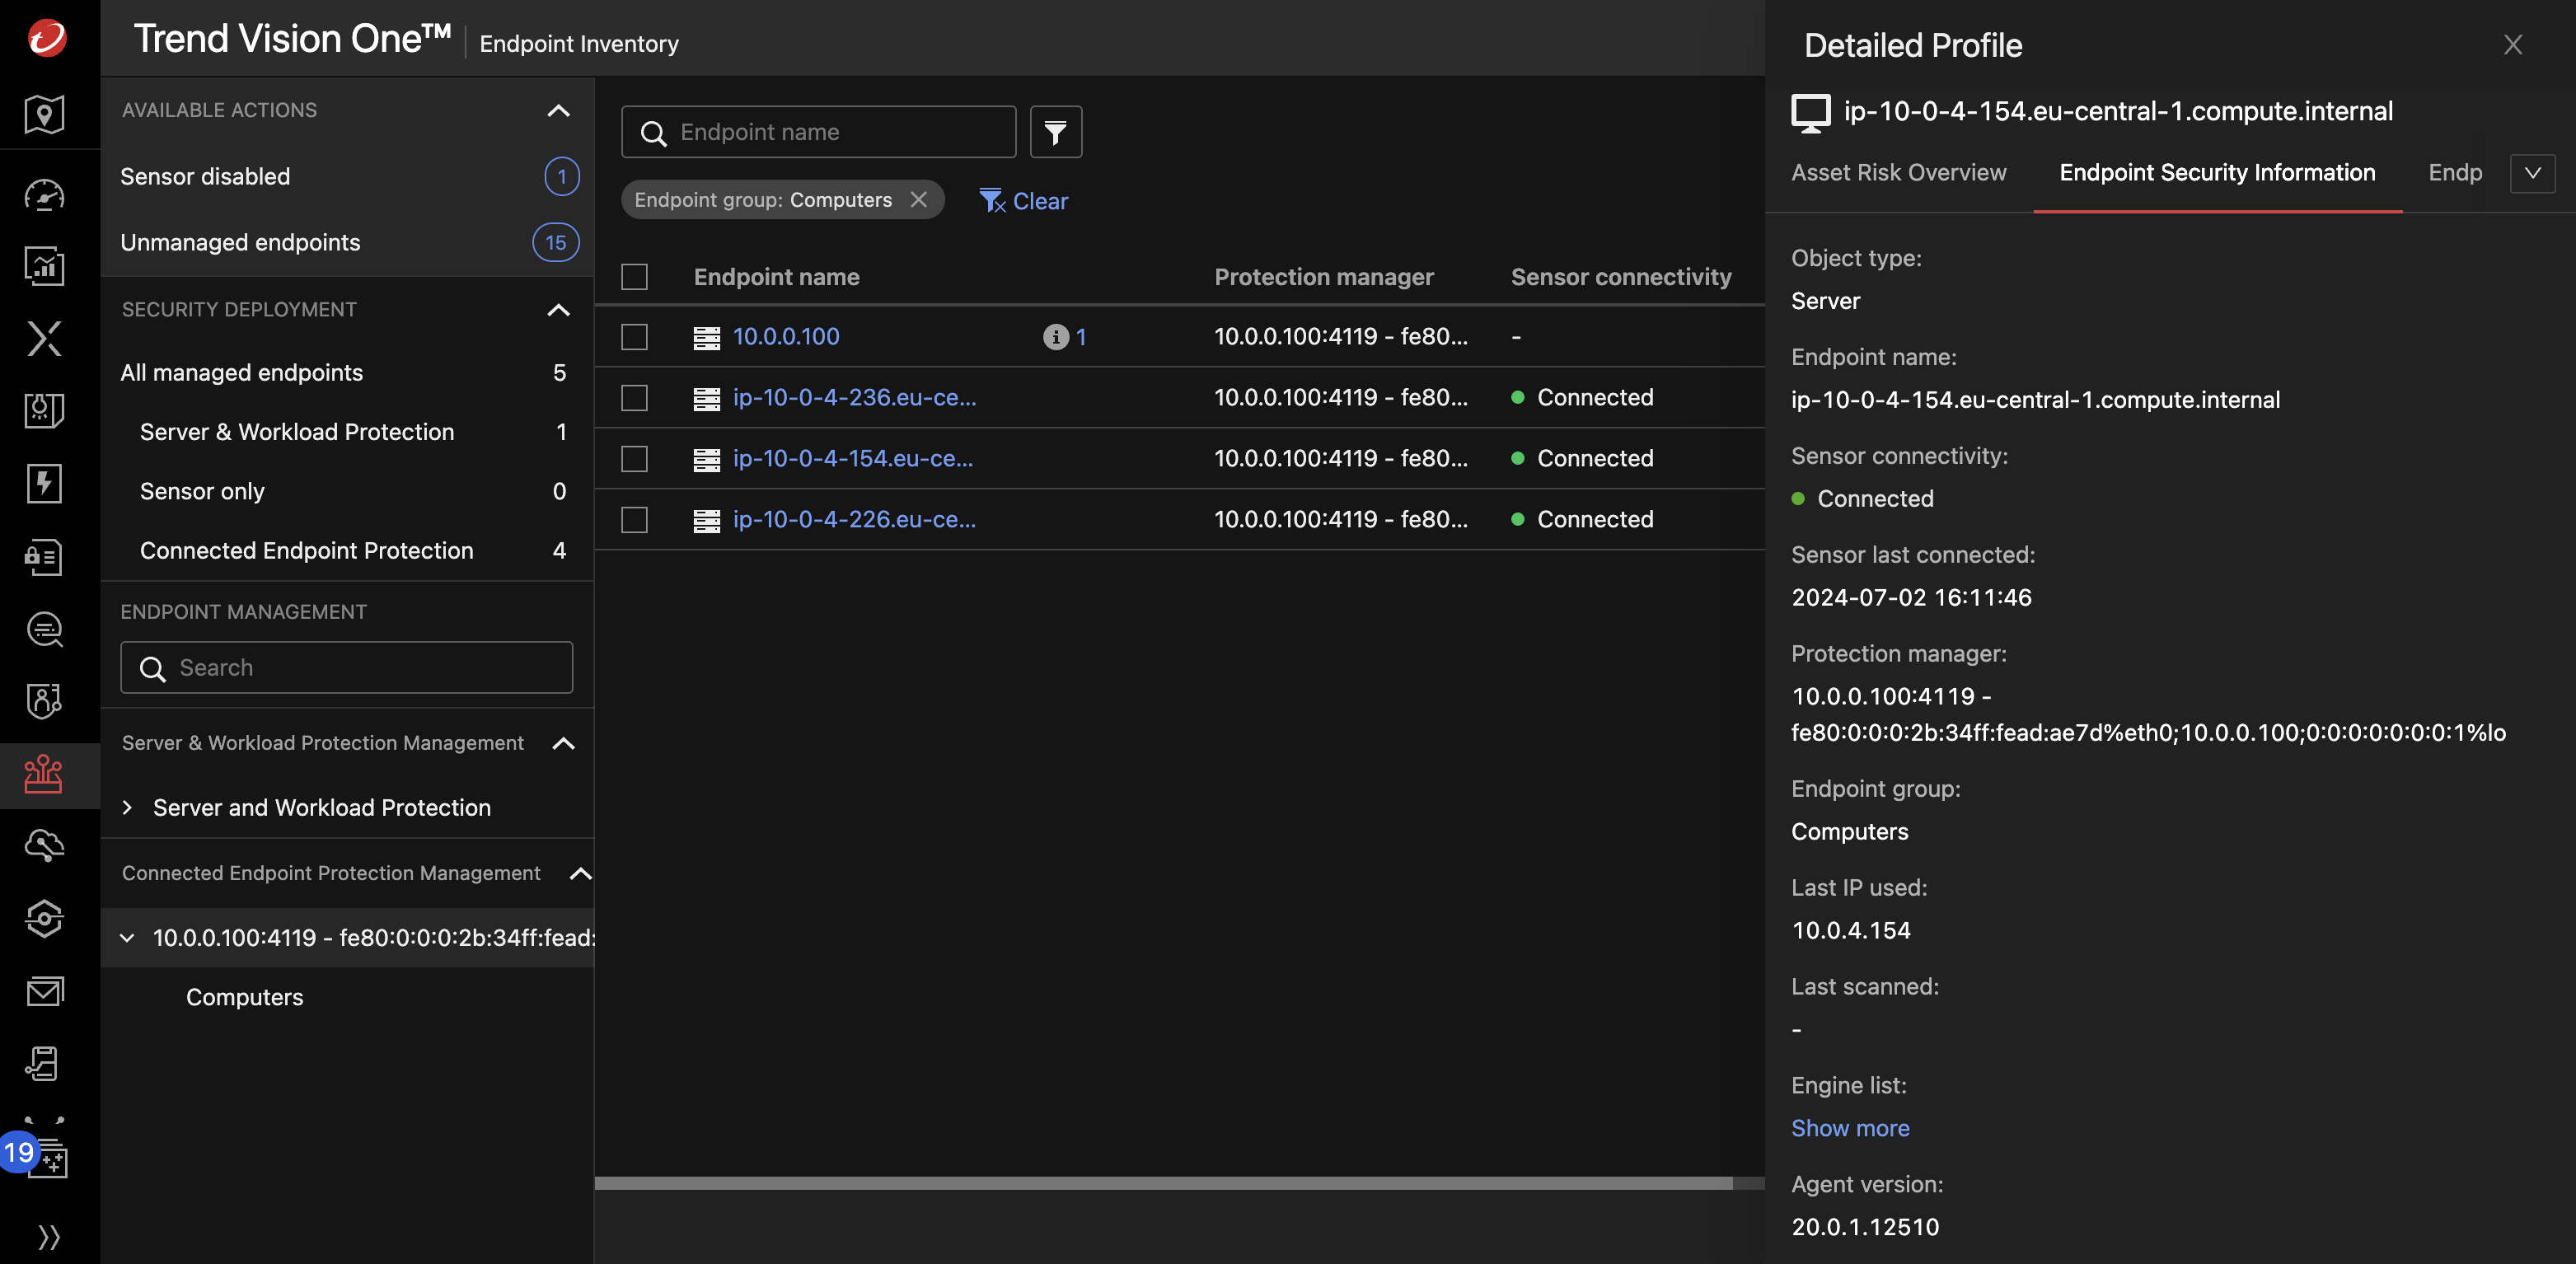 Trend Vision One™ | Endpoint Inventory
AVAILABLE ACTIONS
Sensor disabled 1
Unmanaged endpoints 15
SECURITY DEPLOYMENT
All managed endpoints 5
Server & Workload Protection 1
Sensor only 0
Connected Endpoint Protection 4
ENDPOINT MANAGEMENT
Search
Server & Workload Protection Management
Server and Workload Protection
Connected Endpoint Protection Management
10.0.0.100:4119 - fe80:0:0:0:2b:34ff:fead:
Computers
19
Endpoint name
Endpoint group: Computers
Clear
Endpoint name Protection manager Sensor connectivity
10.0.0.100 1 10.0.0.100:4119 - fe80... -
ip-10-0-4-236.eu-ce... 10.0.0.100:4119 - fe80... Connected
ip-10-0-4-154.eu-ce... 10.0.0.100:4119 - fe80... Connected
ip-10-0-4-226.eu-ce... 10.0.0.100:4119 - fe80... Connected
Detailed Profile
ip-10-0-4-154.eu-central-1.compute.internal
Asset Risk Overview Endpoint Security Information Endp
Object type:
Server
Endpoint name:
ip-10-0-4-154.eu-central-1.compute.internal
Sensor connectivity:
Connected
Sensor last connected:
2024-07-02 16:11:46
Protection manager:
10.0.0.100:4119 -
fe80:0:0:0:2b:34ff:fead:ae7d%eth0;10.0.0.100;0:0:0:0:0:0:0:1%lo
Endpoint group:
Computers
Last IP used:
10.0.4.154
Last scanned:
-
Engine list:
Show more
Agent version:
20.0.1.12510